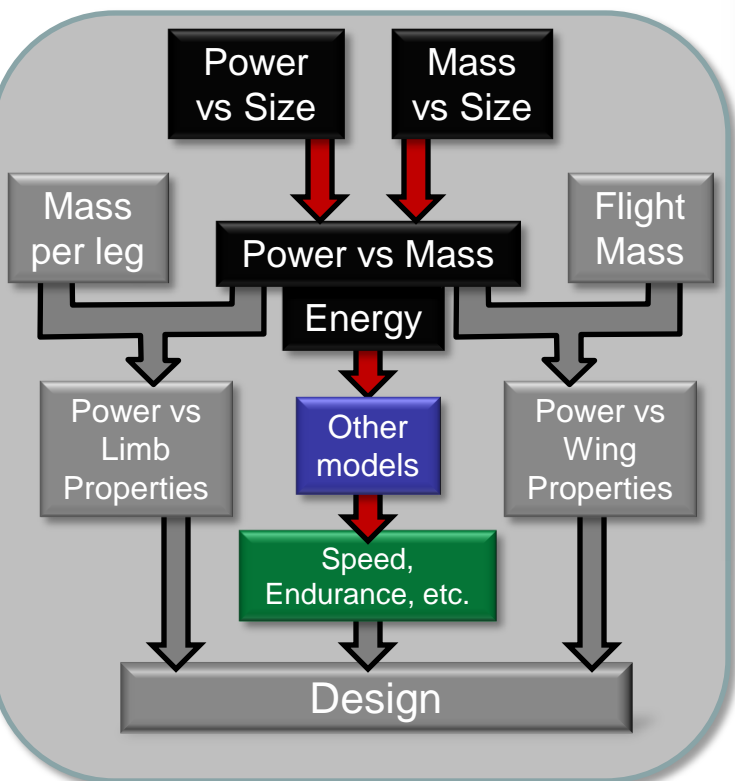 Power
vs Size
Mass
vs Size
Mass
per leg
Power vs Mass
Flight
Mass
Energy
Power vs
Limb
Properties
Other
models
Power vs
Wing
Properties
Speed,
Endurance, etc.
Design